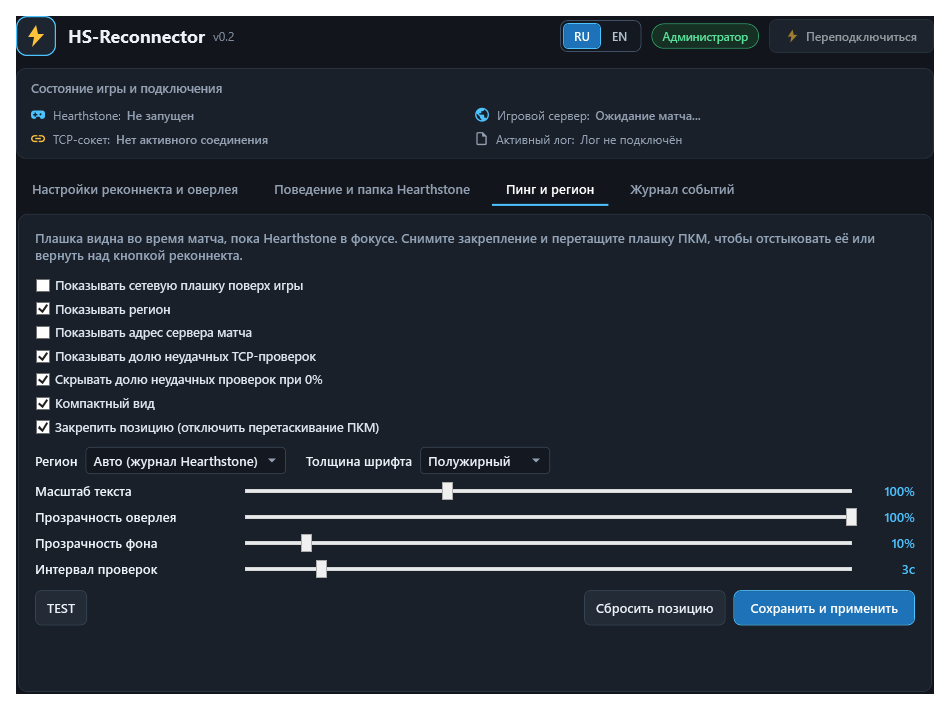 HS-Reconnector v0.2 RU EN Администратор Переподключиться
Состояние игры и подключения
Hearthstone: Не запущен
Игровой сервер: Ожидание матча...
TCP-сокет: Нет активного соединения
Активный лог: Лог не подключён
Настройки реконнекта и оверлея Поведение и папка Hearthstone Пинг и регион Журнал событий
Плашка видна во время матча, пока Hearthstone в фокусе. Снимите закрепление и перетащите плашку ПКМ, чтобы отстыковать её или
вернуть над кнопкой реконнекта.
Показывать сетевую плашку поверх игры
Показывать регион
Показывать адрес сервера матча
Показывать долю неудачных TCP-проверок
Скрывать долю неудачных проверок при 0%
Компактный вид
Закрепить позицию (отключить перетаскивание ПКМ)
Регион Авто (журнал Hearthstone) Толщина шрифта Полужирный
Масштаб текста 100%
Прозрачность оверлея 100%
Прозрачность фона 10%
Интервал проверок 3с
TEST Сбросить позицию Сохранить и применить